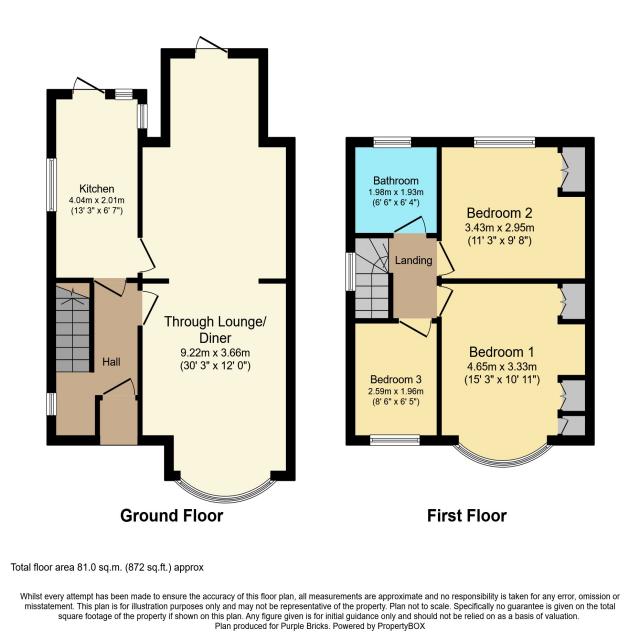 Kitchen
4.04m x 2.01m
(13' 3" x 6' 7")
Through Lounge/
Diner
9.22m x 3.66m
(30' 3" x 12' 0")
Hall
Ground Floor
Bathroom
1.98m x 1.93m
(6' 6" x 6' 4")
Bedroom 2
3.43m x 2.95m
(11' 3" x 9' 8")
Landing
Bedroom 1
4.65m x 3.33m
(15' 3" x 10' 11")
Bedroom 3
2.59m x 1.96m
(8' 6" x 6' 5")
First Floor
Total floor area 81.0 sq.m. (872 sq.ft.) approx
Whilst every attempt has been made to ensure the accuracy of this floor plan, all measurements are approximate and no responsibility is taken for any error, omission or
misstatement. This plan is for illustration purposes only and may not be representative of the property. Plan not to scale. Specifically no guarantee is given on the total
square footage of the property if shown on this plan. Any figure given is for initial guidance only and should not be relied on as a basis of valuation.
Plan produced for Purple Bricks. Powered by PropertyBOX